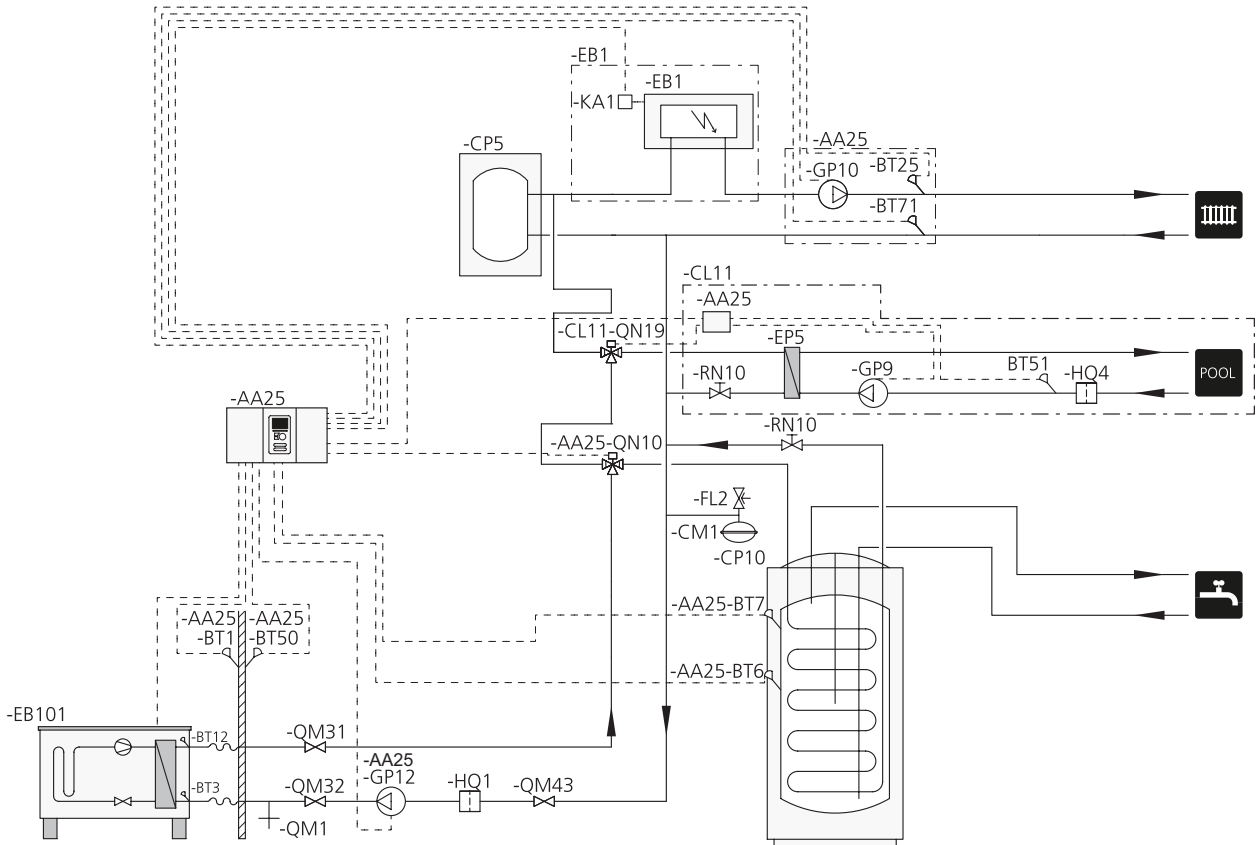 -EB1
-EB1
-KA1
-CP5
-AA25
-GP10
-BT25
-BT71
-CL11
-AA25
-CL11-QN19
-EP5
-RN10
-GP9
BT51
-HQ4
POOL
-AA25
-RN10
-AA25-QN10
-FL2
-CM1
-CP10
-AA25 -AA25
-BT1 -BT50
-AA25-BT7
-AA25-BT6
-EB101
-BT12
-QM31
-AA25
-GP12
-BT3
-QM32
-HQ1
-QM43
-QM1